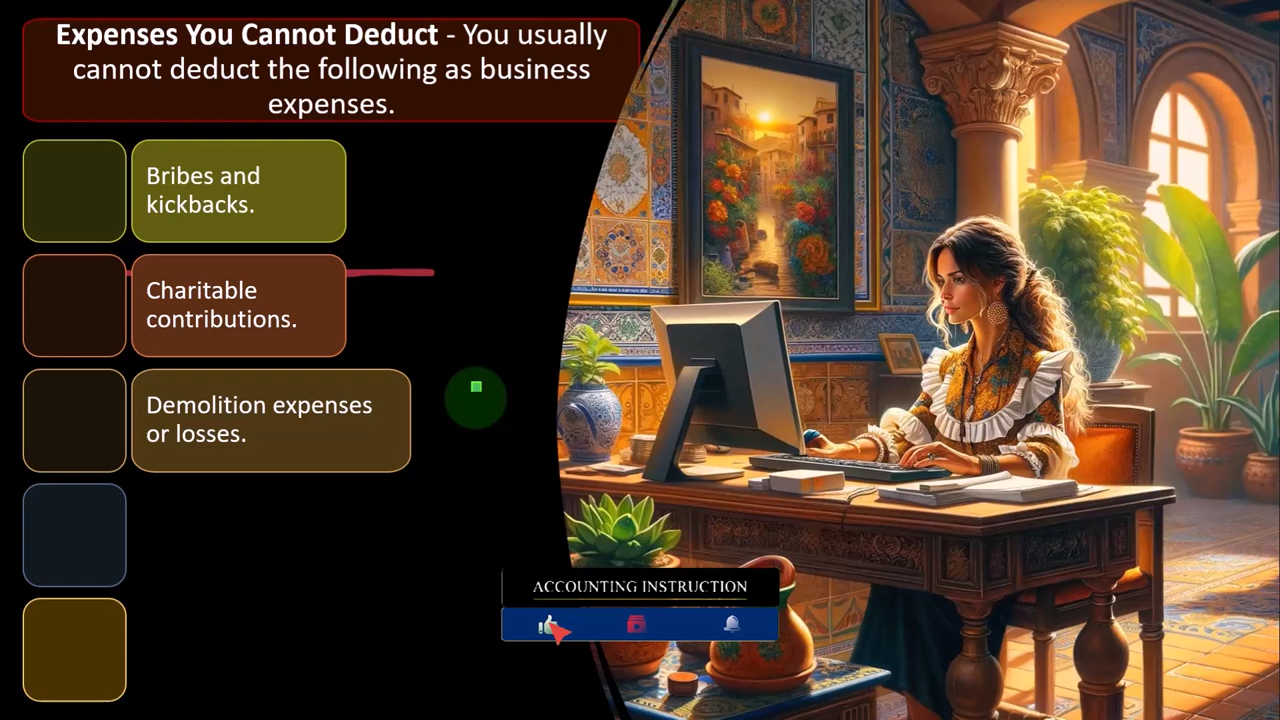 Expenses You Cannot Deduct - You usually
cannot deduct the following as business
expenses.
Bribes and
kickbacks.
Charitable
contributions.
Demolition expenses
or losses.
ACCOUNTING INSTRUCTION